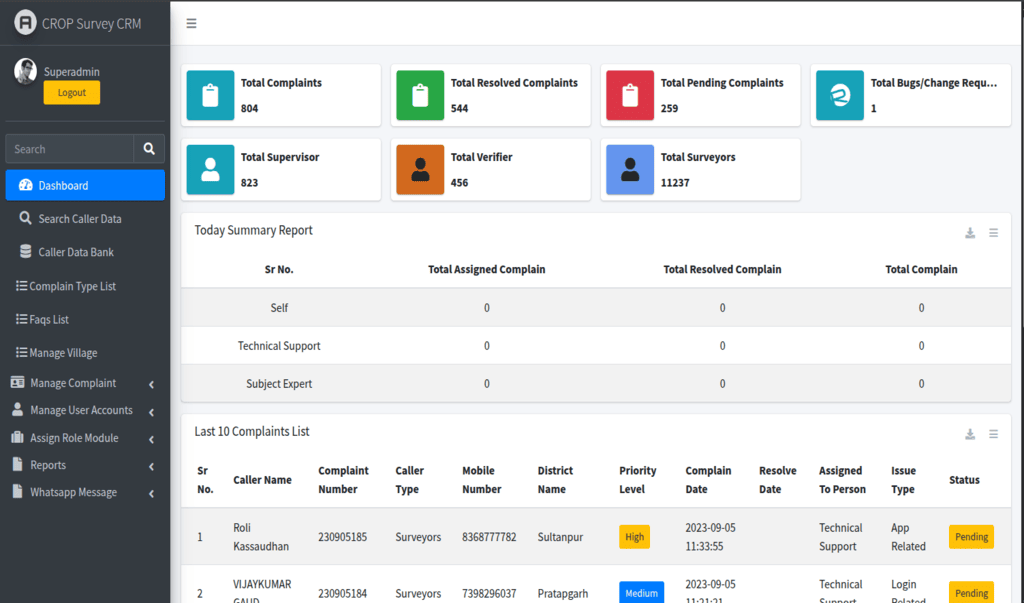 CROP Survey CRM
Superadmin
Logout
Search
Dashboard
Search Caller Data
Caller Data Bank
Complain Type List
Faqs List
Manage Village
Manage Complaint
Manage User Accounts
Assign Role Module
Reports
Whatsapp Message
Total Complaints
804
Total Resolved Complaints
544
Total Pending Complaints
259
Total Bugs/Change Requ...
1
Total Supervisor
823
Total Verifier
456
Total Surveyors
11237
Today Summary Report
Sr No. Total Assigned Complain Total Resolved Complain Total Complain
Self 0 0 0
Technical Support 0 0 0
Subject Expert 0 0 0
Last 10 Complaints List
Sr No. Caller Name Complaint Number Caller Type Mobile Number District Name Priority Level Complain Date Resolve Date Assigned To Person Issue Type Status
1 Roli Kassaudhan 230905185 Surveyors 8368777782 Sultanpur High 2023-09-05 11:33:55 Technical Support App Related Pending
2 VIJAYKUMAR GAUD 230905184 Surveyors 7398296037 Pratapgarh Medium 2023-09-05 11:21:21 Technical Support Login Related Pending